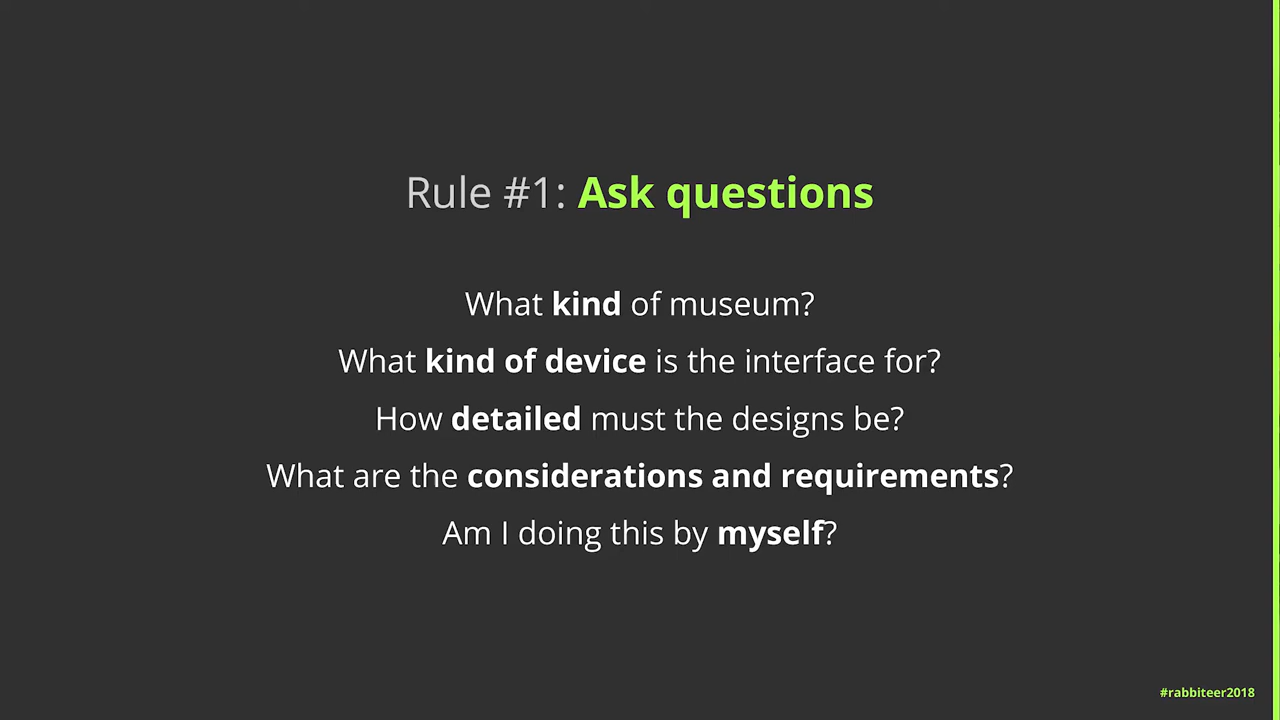 Rule #1: Ask questions
What kind of museum?
What kind of device is the interface for?
How detailed must the designs be?
What are the considerations and requirements?
Am I doing this by myself?
#rabbiteer2018